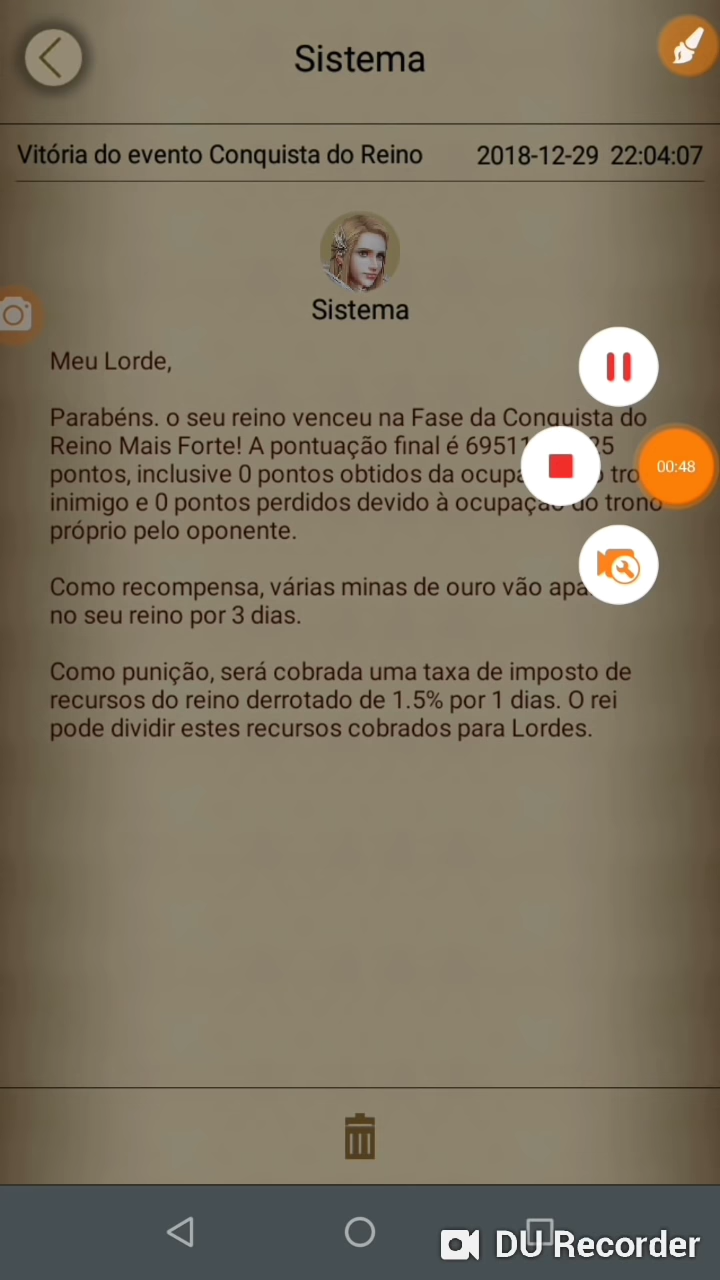 Sistema
Vitória do evento Conquista do Reino 2018-12-29 22:04:07
Sistema
Meu Lorde,
Parabéns. o seu reino venceu na Fase da Conquista do
Reino Mais Forte! A pontuação final é
pontos, inclusive 0 pontos obtidos da
inimigo e 0 pontos perdidos devido à ocupação do trono
próprio pelo oponente.
Como recompensa, várias minas de ouro vão
no seu reino por 3 dias.
Como punição, será cobrada uma taxa de imposto de
recursos do reino derrotado de 1.5% por 1 dias. O rei
pode dividir estes recursos cobrados para Lordes.
00:48
DU Recorder